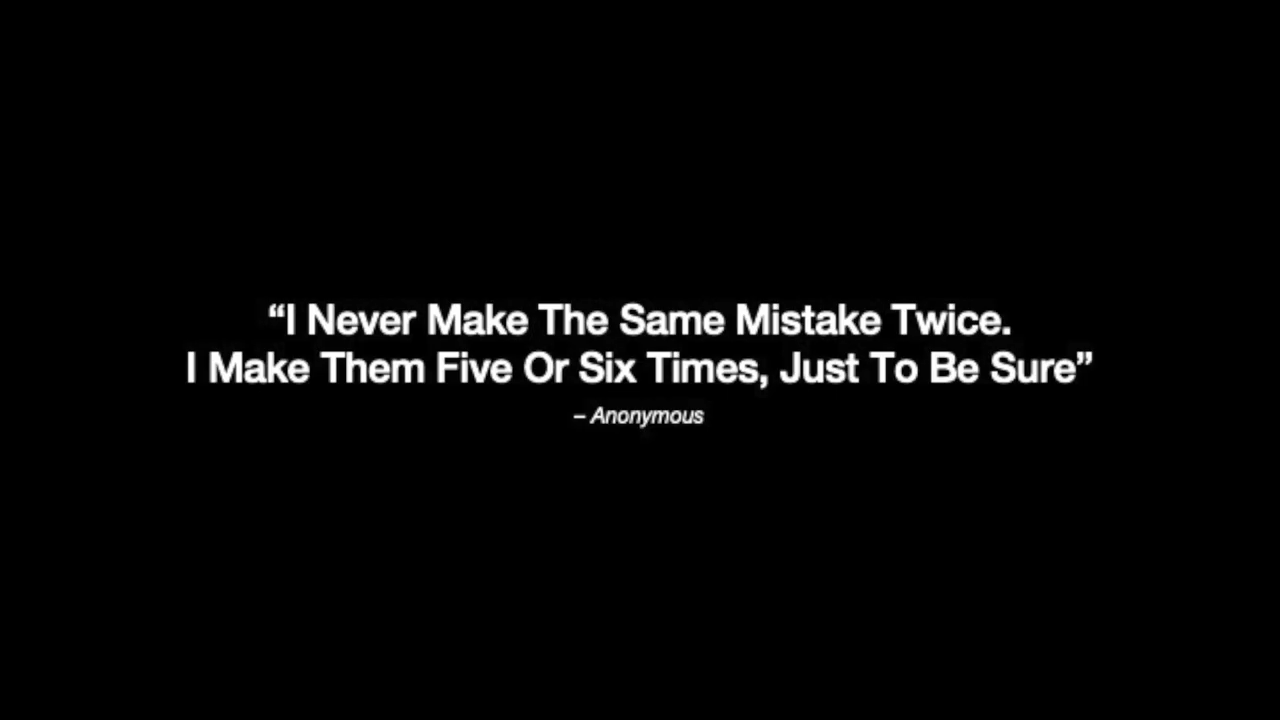 “I Never Make The Same Mistake Twice.
I Make Them Five Or Six Times, Just To Be Sure”
– Anonymous